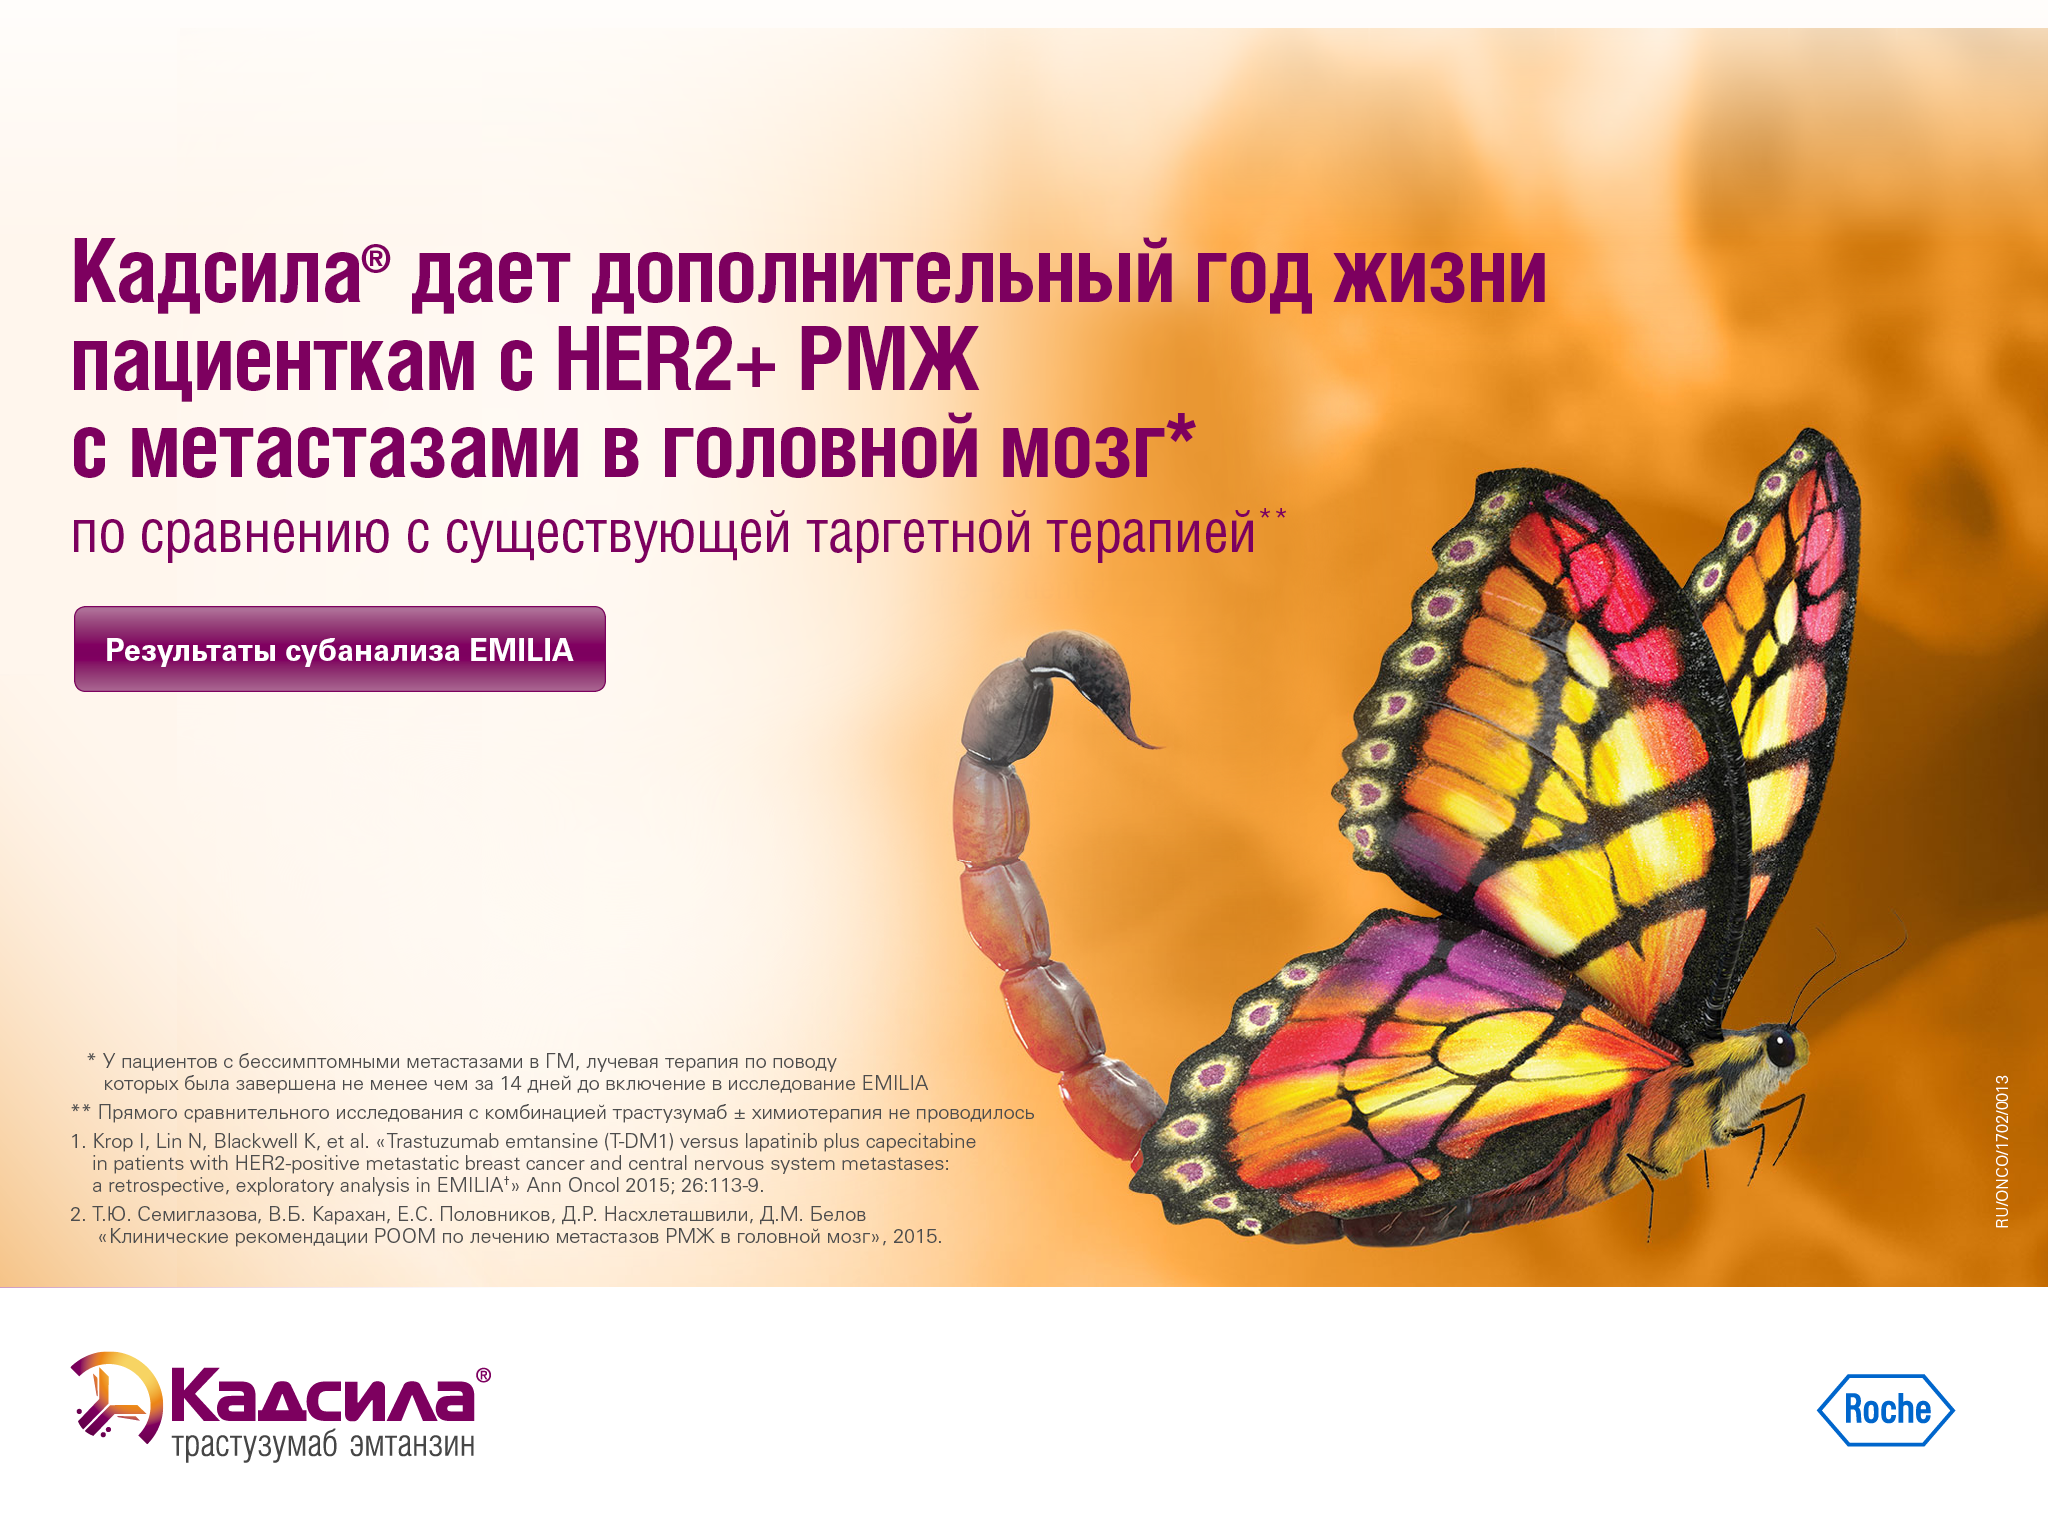 Кадсила® дает дополнительный год жизни
пациенткам с HER2+ РМЖ
с метастазами в головной мозг*
по сравнению с существующей таргетной терапией**
Результаты субанализа EMILIA
* У пациентов с бессимптомными метастазами в ГМ, лучевая терапия по поводу
которых была завершена не менее чем за 14 дней до включение в исследование EMILIA
** Прямого сравнительного исследования с комбинацией трастузумаб ± химиотерапия не проводилось
1. Krop I, Lin N, Blackwell K, et al. «Trastuzumab emtansine (T-DM1) versus lapatinib plus capecitabine
in patients with HER2-positive metastatic breast cancer and central nervous system metastases:
a retrospective, exploratory analysis in EMILIA†» Ann Oncol 2015; 26:113-9.
2. Т.Ю. Семиглазова, В.Б. Карахан, Е.С. Половников, Д.Р. Насхлеташвили, Д.М. Белов
«Клинические рекомендации РООМ по лечению метастазов РМЖ в головной мозг», 2015.
RU/ONCO/1702/0013
Кадсила®
трастузумаб эмтанзин
Roche